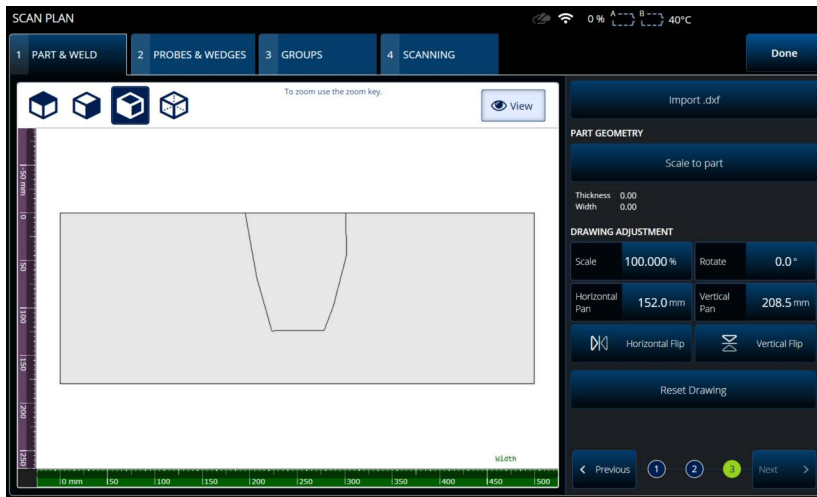 SCAN PLAN
0 % A B 40°C
1 PART & WELD 2 PROBES & WEDGES 3 GROUPS 4 SCANNING Done
To zoom use the zoom key.
View
Import .dxf
PART GEOMETRY
Scale to part
Thickness 0.00
Width 0.00
DRAWING ADJUSTMENT
Scale 100.000 % Rotate 0.0 °
Horizontal Pan 152.0 mm Vertical Pan 208.5 mm
Horizontal Flip Vertical Flip
Reset Drawing
Previous 1 2 3 Next
-50 mm
0
50
100
150
200
250
Width
0 mm 50 100 150 200 250 300 350 400 450 500